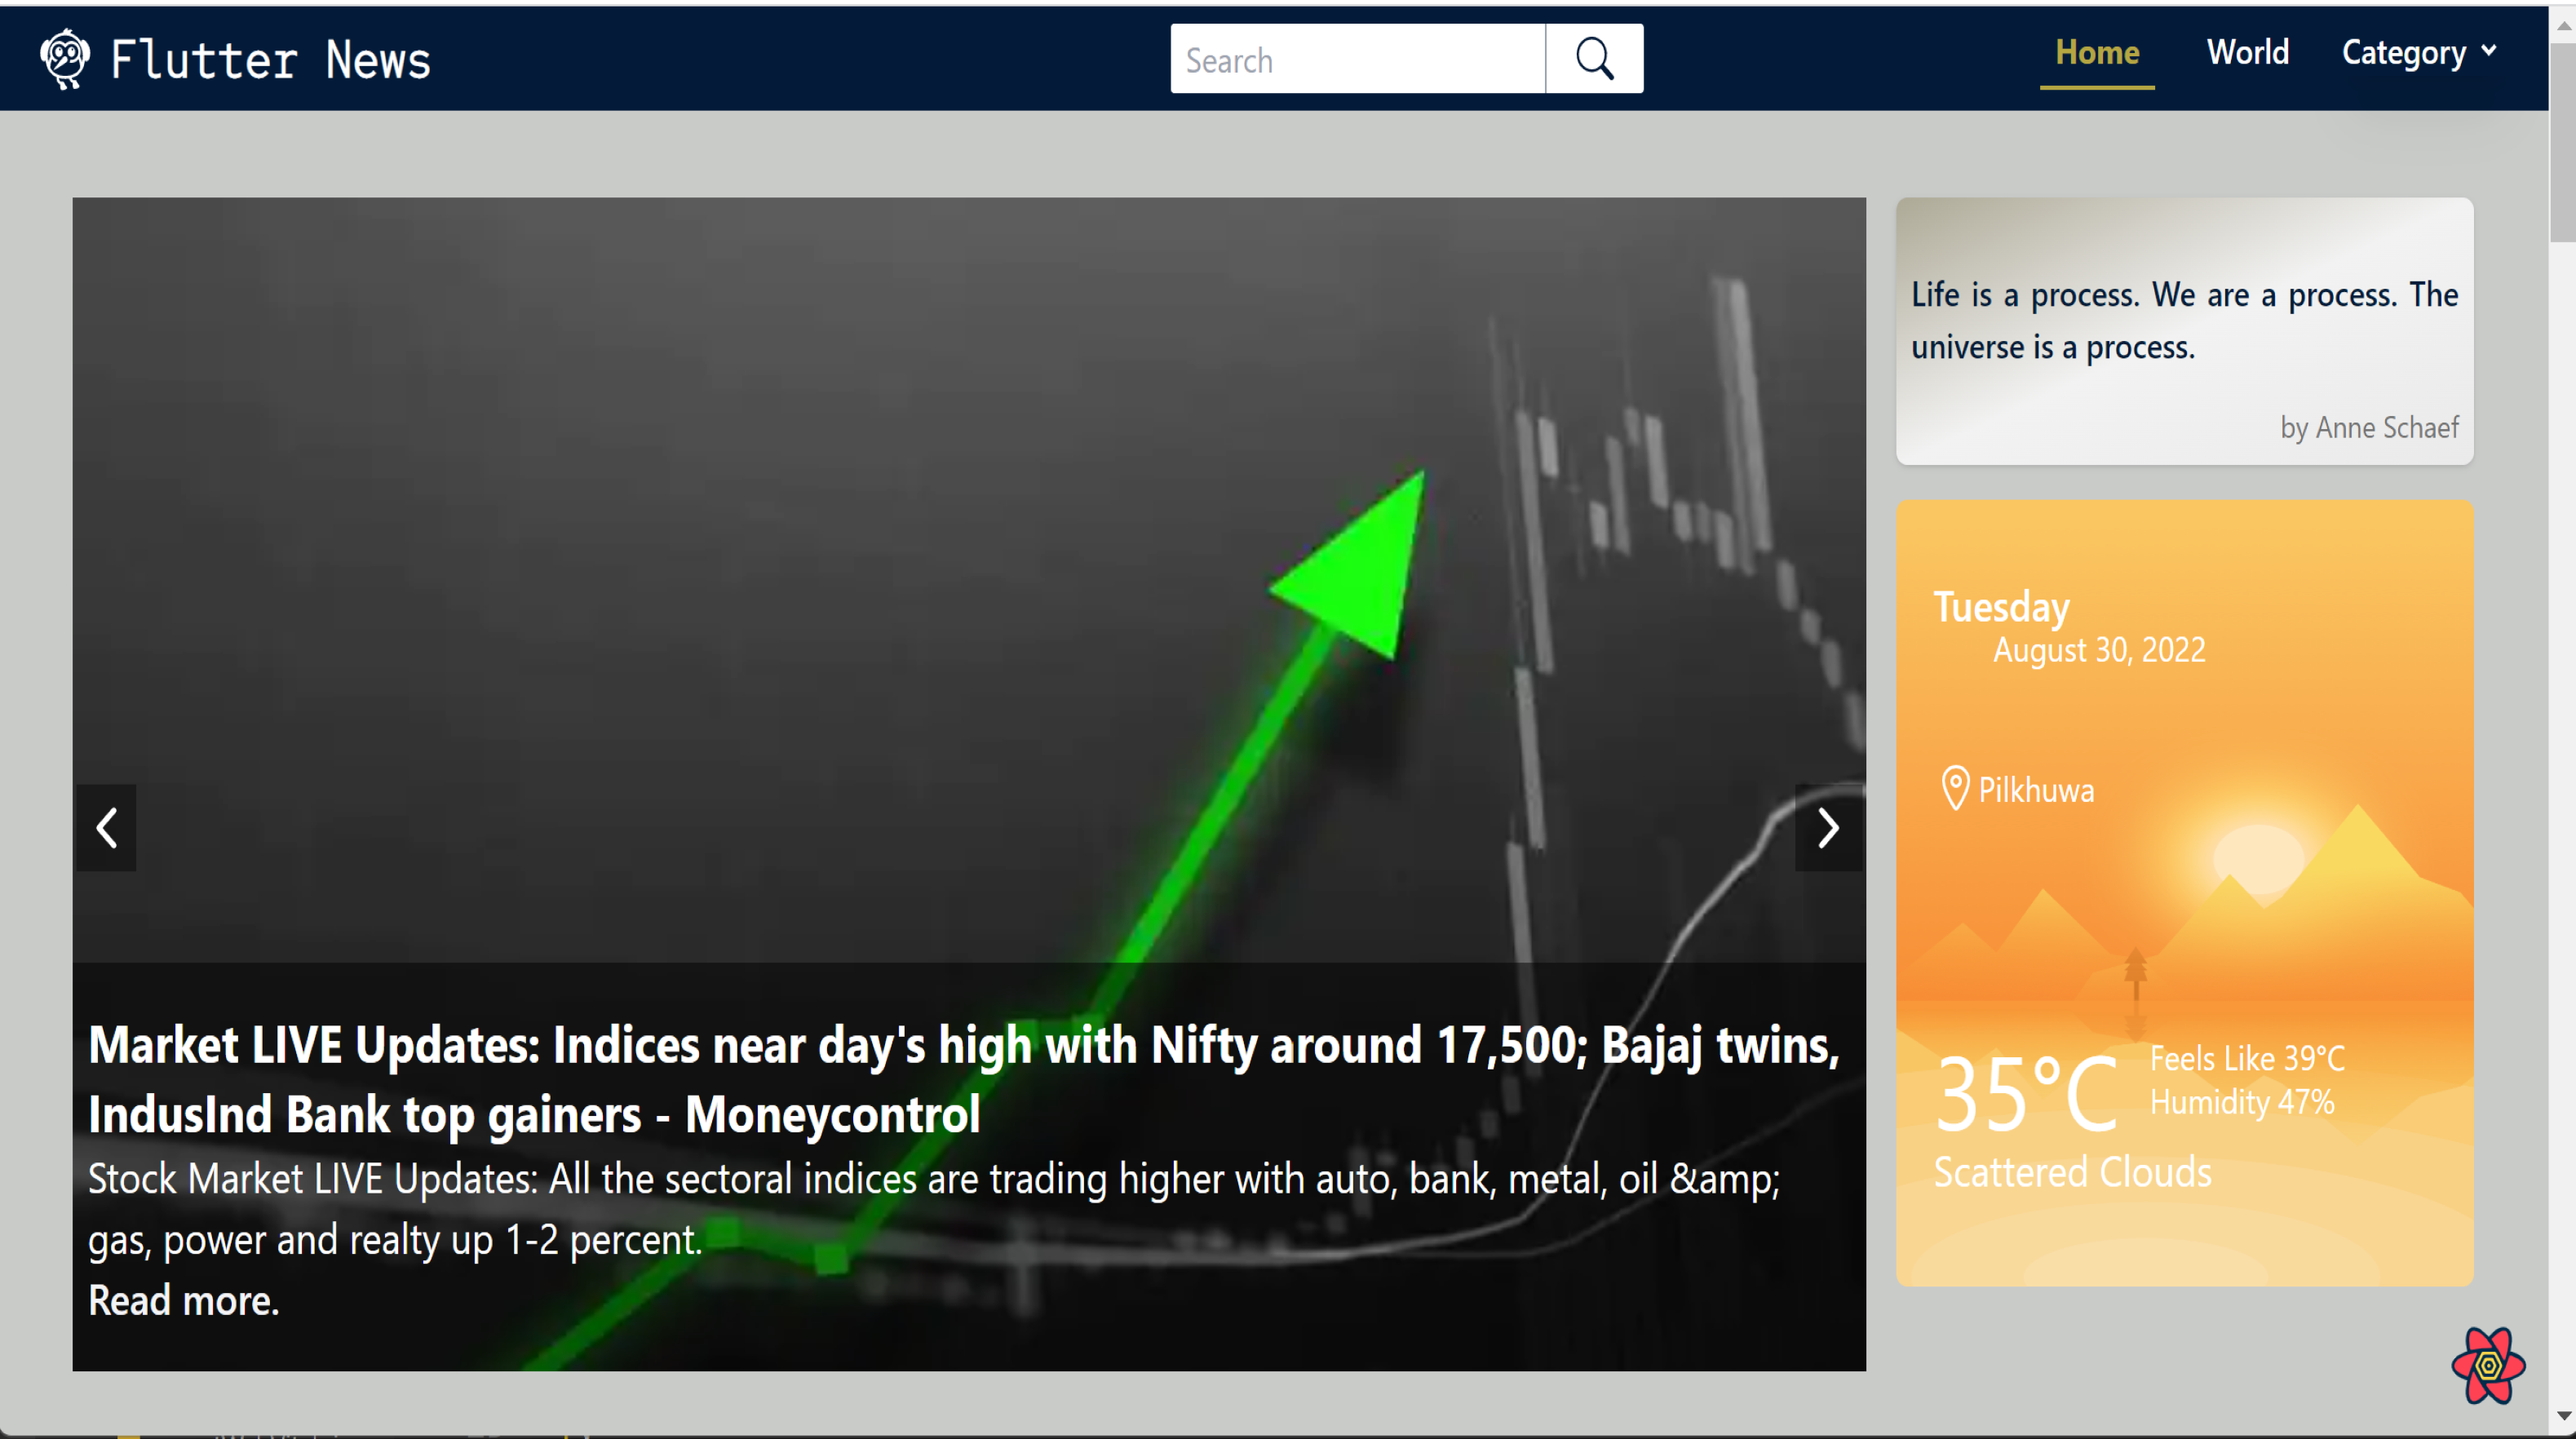 Flutter News
Search
Home
World
Category
Life is a process. We are a process. The
universe is a process.
by Anne Schaef
Tuesday
August 30, 2022
Pilkhuwa
35°C
Feels Like 39°C
Humidity 47%
Scattered Clouds
Market LIVE Updates: Indices near day's high with Nifty around 17,500; Bajaj twins,
IndusInd Bank top gainers - Moneycontrol
Stock Market LIVE Updates: All the sectoral indices are trading higher with auto, bank, metal, oil &amp;
gas, power and realty up 1-2 percent.
Read more.